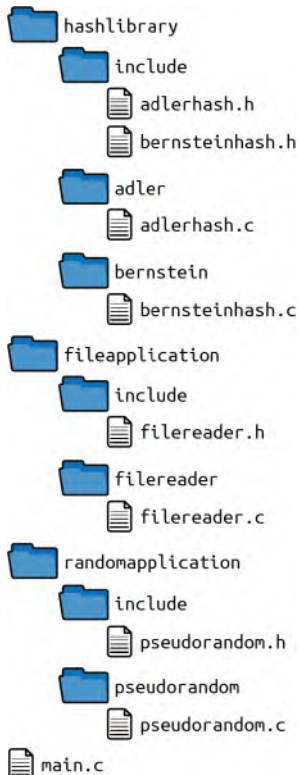 hashlibrary
include
adlerhash.h
bernsteinhash.h
adler
adlerhash.c
bernstein
bernsteinhash.c
fileapplication
include
filereader.h
filereader
filereader.c
randomapplication
include
pseudorandom.h
pseudorandom
pseudorandom.c
main.c